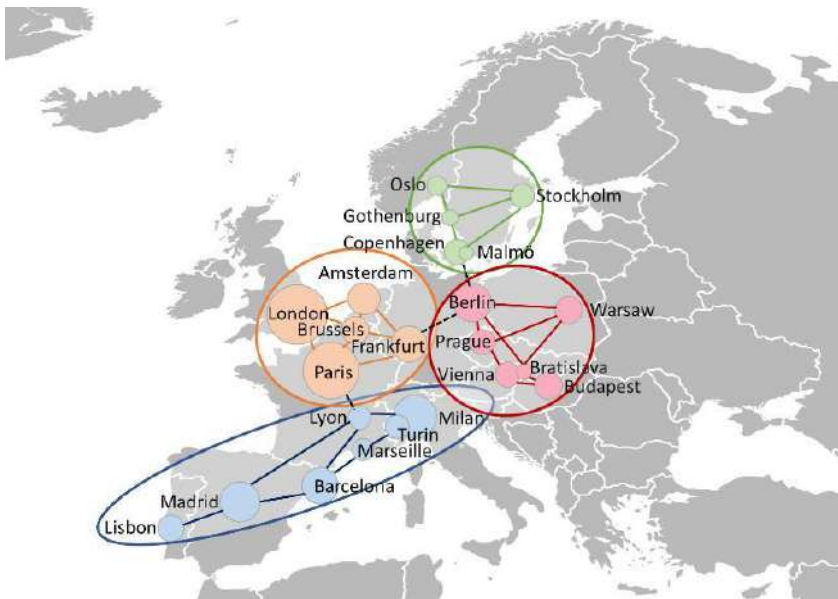 Oslo
Stockholm
Gothenburg
Copenhagen
Malmö
Amsterdam
London
Brussels
Frankfurt
Paris
Berlin
Warsaw
Prague
Vienna
Bratislava
Budapest
Lyon
Milan
Turin
Marseille
Barcelona
Madrid
Lisbon